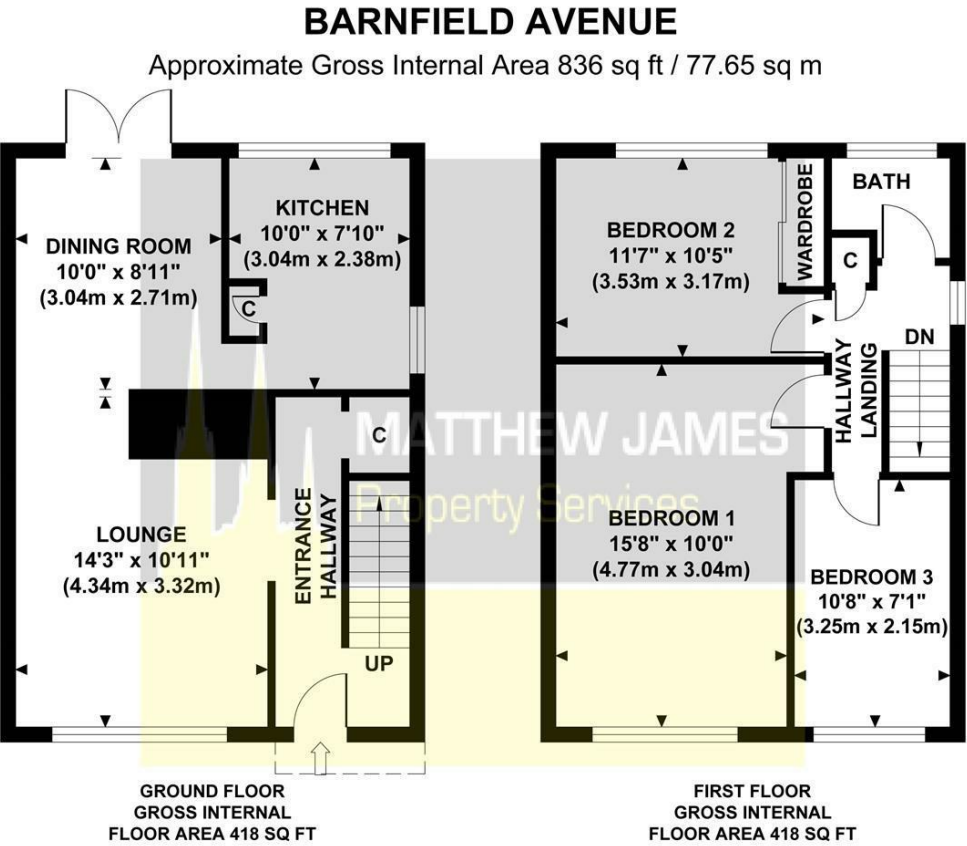 BARNFIELD AVENUE
Approximate Gross Internal Area 836 sq ft / 77.65 sq m
DINING ROOM
10'0" x 8'11"
(3.04m x 2.71m)
KITCHEN
10'0" x 7'10"
(3.04m x 2.38m)
C
C
LOUNGE
14'3" x 10'11"
(4.34m x 3.32m)
ENTRANCE
HALLWAY
UP
GROUND FLOOR
GROSS INTERNAL
FLOOR AREA 418 SQ FT
MATTHEW JAMES
Property Services
BEDROOM 2
11'7" x 10'5"
(3.53m x 3.17m)
WARDROBE
BATH
C
DN
HALLWAY
LANDING
BEDROOM 1
15'8" x 10'0"
(4.77m x 3.04m)
BEDROOM 3
10'8" x 7'1"
(3.25m x 2.15m)
FIRST FLOOR
GROSS INTERNAL
FLOOR AREA 418 SQ FT